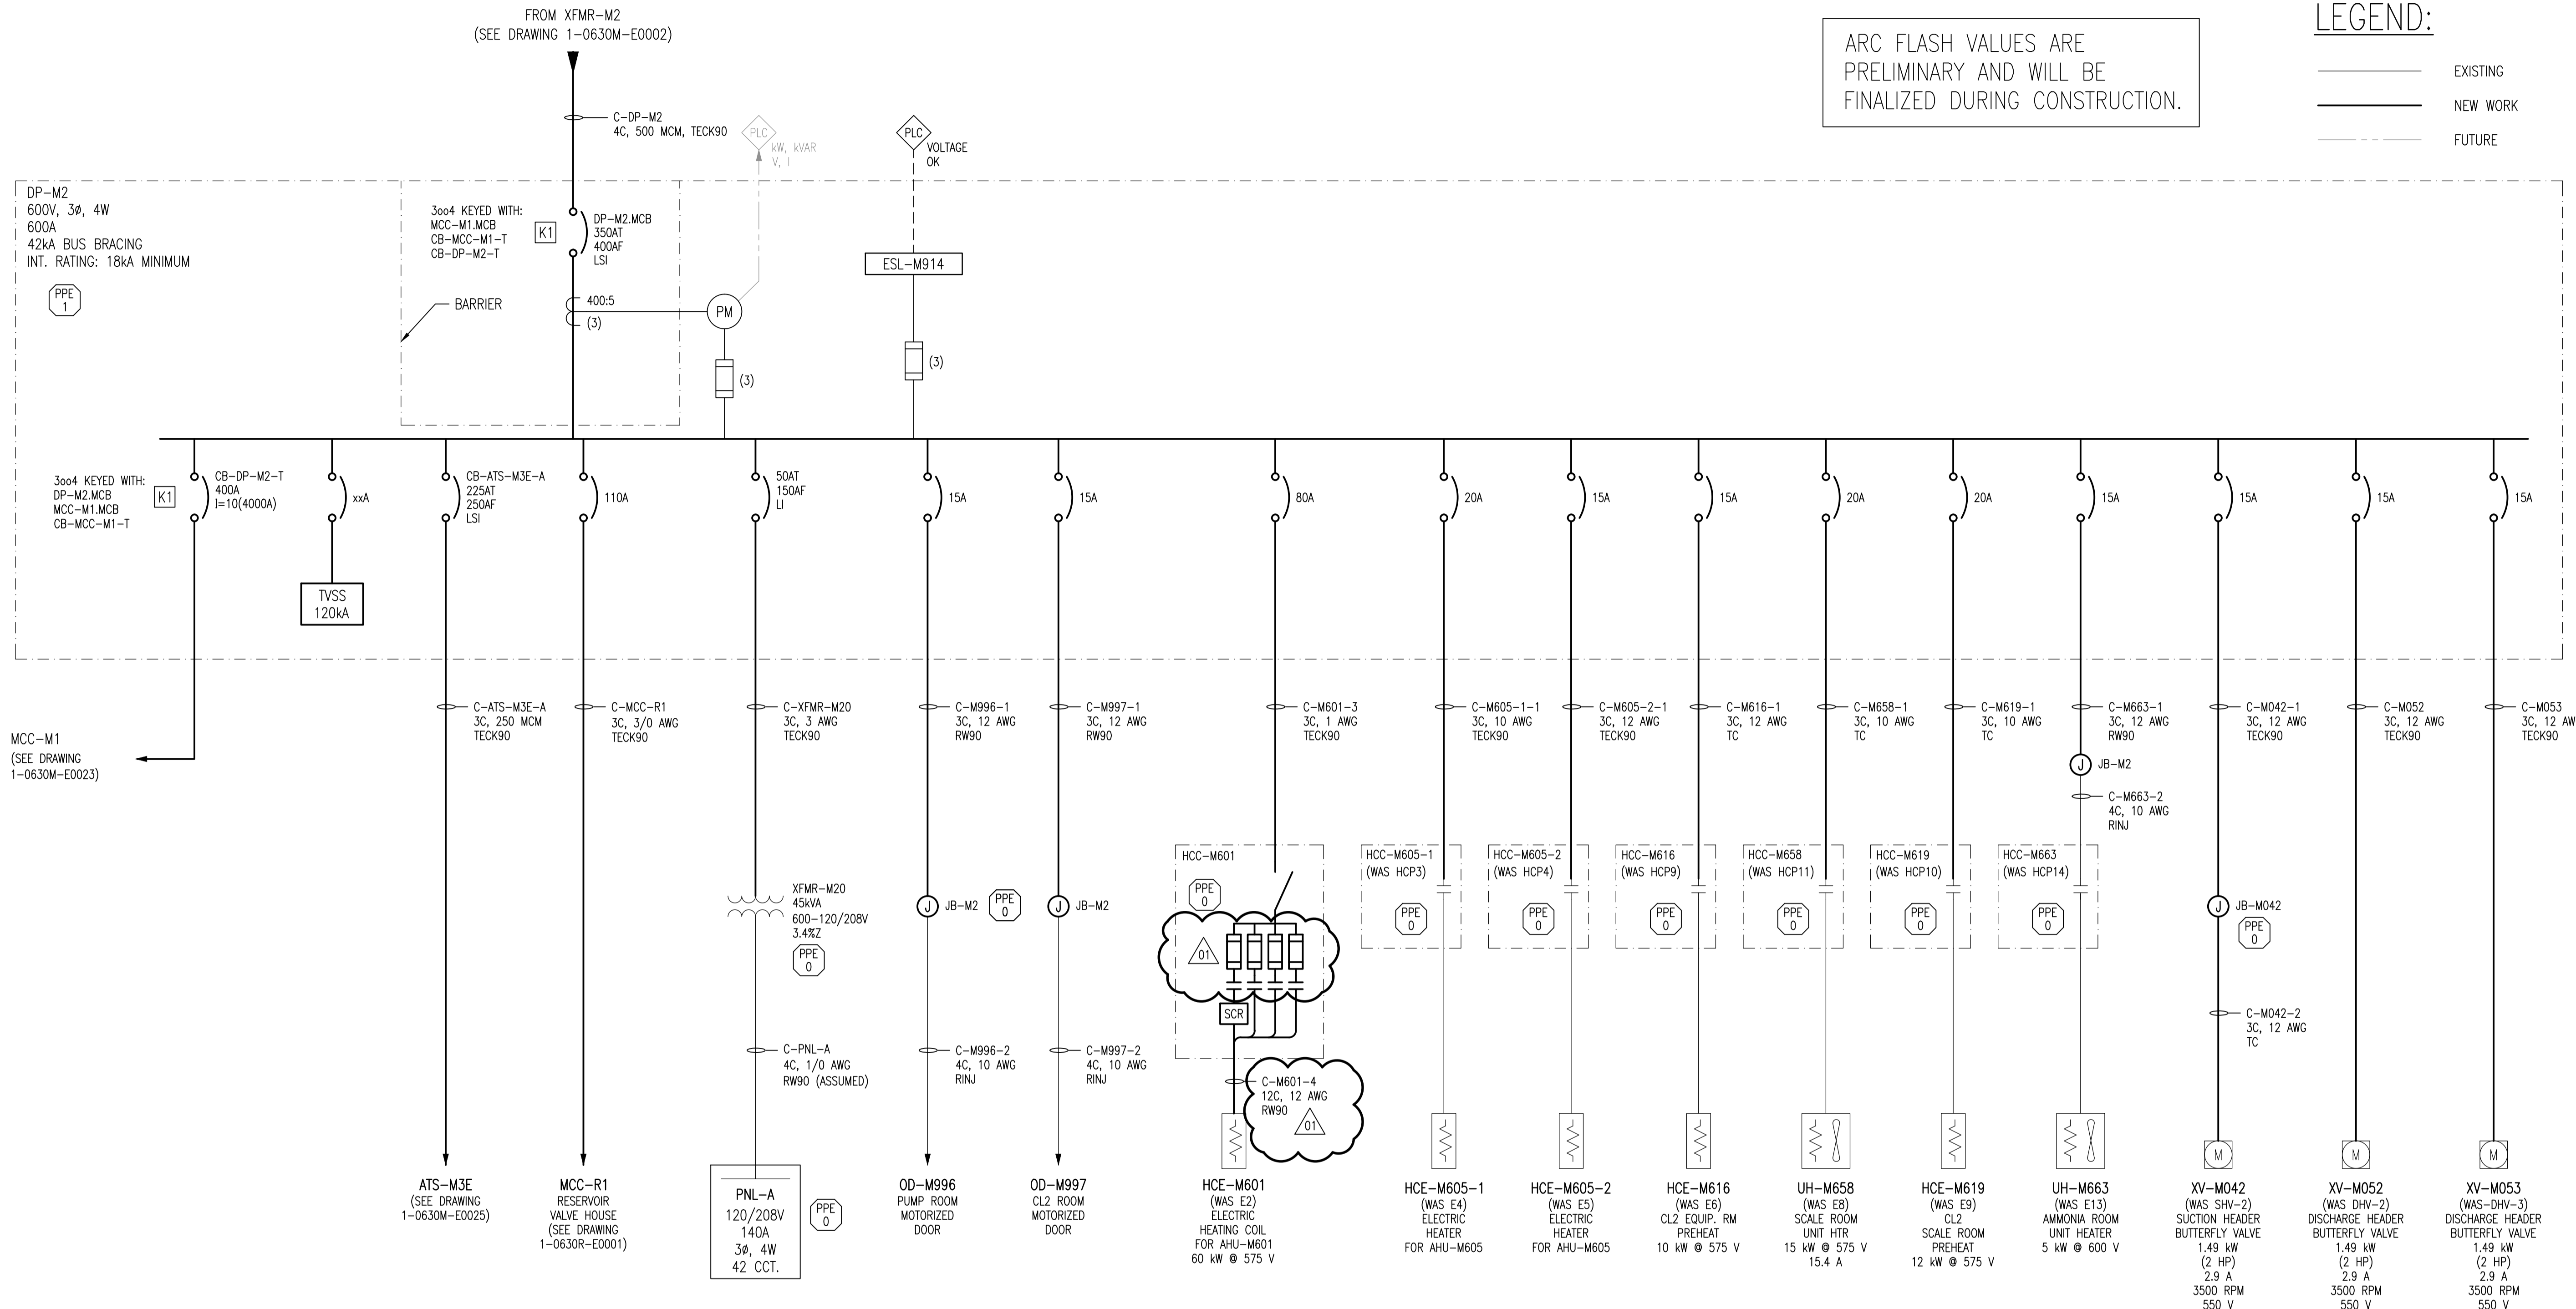 FROM XFMR-M2
(SEE DRAWING 1-0630M-E0002)
C-DP-M2
4C, 500 MCM, TECK90
PLC
kW, kVAR
V, I
PLC
VOLTAGE
OK
ARC FLASH VALUES ARE
PRELIMINARY AND WILL BE
FINALIZED DURING CONSTRUCTION.
LEGEND:
EXISTING
NEW WORK
FUTURE
DP-M2
600V, 3ø, 4W
600A
42kA BUS BRACING
INT. RATING: 18kA MINIMUM
PPE
1
3oo4 KEYED WITH:
MCC-M1.MCB
CB-MCC-M1-T
CB-DP-M2-T
K1
DP-M2.MCB
350AT
400AF
LSI
BARRIER
400:5
(3)
PM
(3)
ESL-M914
(3)
3oo4 KEYED WITH:
DP-M2.MCB
MCC-M1.MCB
CB-MCC-M1-T
K1
CB-DP-M2-T
400A
I=10(4000A)
xxA
TVSS
120kA
CB-ATS-M3E-A
225AT
250AF
LSI
110A
50AT
150AF
LI
15A
15A
80A
20A
15A
15A
20A
20A
15A
15A
15A
15A
MCC-M1
(SEE DRAWING
1-0630M-E0023)
C-ATS-M3E-A
3C, 250 MCM
TECK90
C-MCC-R1
3C, 3/0 AWG
TECK90
C-XFMR-M20
3C, 3 AWG
TECK90
C-M996-1
3C, 12 AWG
RW90
C-M997-1
3C, 12 AWG
RW90
C-M601-3
3C, 1 AWG
TECK90
C-M605-1-1
3C, 10 AWG
TECK90
C-M605-2-1
3C, 12 AWG
TECK90
C-M616-1
3C, 12 AWG
TC
C-M658-1
3C, 10 AWG
TC
C-M619-1
3C, 10 AWG
TC
C-M663-1
3C, 12 AWG
RW90
C-M042-1
3C, 12 AWG
TECK90
C-M052
3C, 12 AWG
TECK90
C-M053
3C, 12 AW
TECK90
J
JB-M2
C-M663-2
4C, 10 AWG
RINJ
XFMR-M20
45kVA
600-120/208V
3.4%Z
PPE
0
J
JB-M2
PPE
0
J
JB-M2
HCC-M601
PPE
0
01
SCR
HCC-M605-1
(WAS HCP3)
PPE
0
HCC-M605-2
(WAS HCP4)
PPE
0
HCC-M616
(WAS HCP9)
PPE
0
HCC-M658
(WAS HCP11)
PPE
0
HCC-M619
(WAS HCP10)
PPE
0
HCC-M663
(WAS HCP14)
PPE
0
J
JB-M042
PPE
0
C-M042-2
3C, 12 AWG
TC
C-PNL-A
4C, 1/0 AWG
RW90 (ASSUMED)
C-M996-2
4C, 10 AWG
RINJ
C-M997-2
4C, 10 AWG
RINJ
C-M601-4
12C, 12 AWG
RW90
01
ATS-M3E
(SEE DRAWING
1-0630M-E0025)
MCC-R1
RESERVOIR
VALVE HOUSE
(SEE DRAWING
1-0630R-E0001)
PNL-A
120/208V
140A
3ø, 4W
42 CCT.
PPE
0
OD-M996
PUMP ROOM
MOTORIZED
DOOR
OD-M997
CL2 ROOM
MOTORIZED
DOOR
HCE-M601
(WAS E2)
ELECTRIC
HEATING COIL
FOR AHU-M601
60 kW @ 575 V
HCE-M605-1
(WAS E4)
ELECTRIC
HEATER
FOR AHU-M605
HCE-M605-2
(WAS E5)
ELECTRIC
HEATER
FOR AHU-M605
HCE-M616
(WAS E6)
CL2 EQUIP. RM
PREHEAT
10 kW @ 575 V
UH-M658
(WAS E8)
SCALE ROOM
UNIT HTR
15 kW @ 575 V
15.4 A
HCE-M619
(WAS E9)
CL2
SCALE ROOM
PREHEAT
12 kW @ 575 V
UH-M663
(WAS E13)
AMMONIA ROOM
UNIT HEATER
5 kW @ 600 V
M
XV-M042
(WAS SHV-2)
SUCTION HEADER
BUTTERFLY VALVE
1.49 kW
(2 HP)
2.9 A
3500 RPM
550 V
M
XV-M052
(WAS DHV-2)
DISCHARGE HEADER
BUTTERFLY VALVE
1.49 kW
(2 HP)
2.9 A
3500 RPM
550 V
M
XV-M053
(WAS-DHV-3)
DISCHARGE HEADER
BUTTERFLY VALVE
1.49 kW
(2 HP)
2.9 A
3500 RPM
550 V